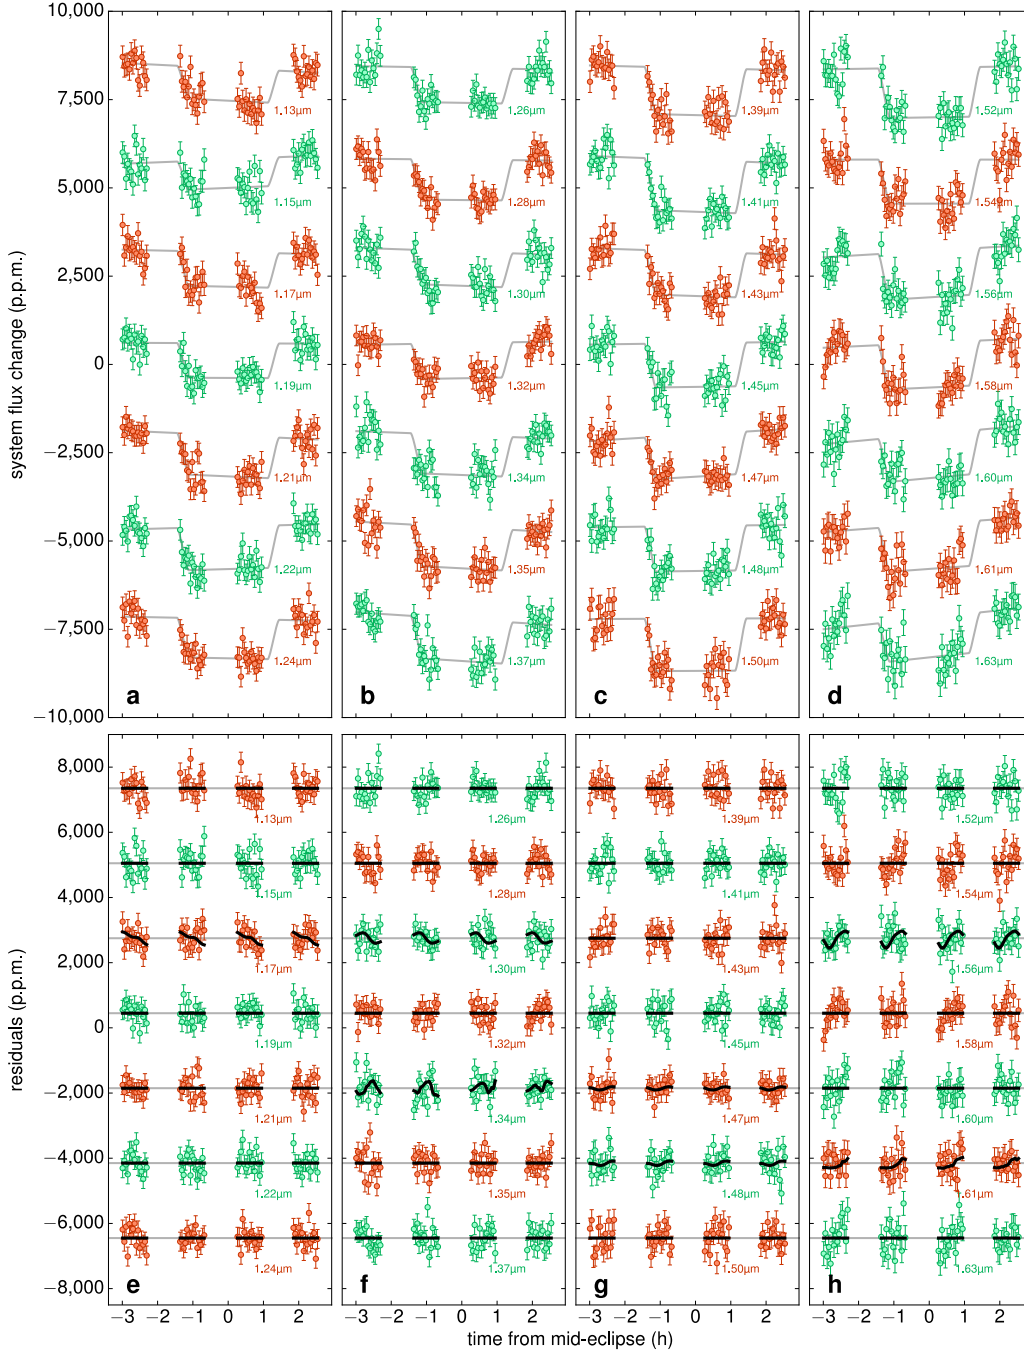 10,000
7,500
5,000
2,500
0
−2,500
−5,000
−7,500
−10,000
system flux change (p.p.m.)
1.13μm
1.15μm
1.17μm
1.19μm
1.21μm
1.22μm
1.24μm
a
1.26μm
1.28μm
1.30μm
1.32μm
1.34μm
1.35μm
1.37μm
b
1.39μm
1.41μm
1.43μm
1.45μm
1.47μm
1.48μm
1.50μm
c
1.52μm
1.54μm
1.56μm
1.58μm
1.60μm
1.61μm
1.63μm
d
8,000
6,000
4,000
2,000
0
−2,000
−4,000
−6,000
−8,000
residuals (p.p.m.)
1.13μm
1.15μm
1.17μm
1.19μm
1.21μm
1.22μm
1.24μm
e
1.26μm
1.28μm
1.30μm
1.32μm
1.34μm
1.35μm
1.37μm
f
1.39μm
1.41μm
1.43μm
1.45μm
1.47μm
1.48μm
1.50μm
g
1.52μm
1.54μm
1.56μm
1.58μm
1.60μm
1.61μm
1.63μm
h
−3 −2 −1 0 1 2 −3 −2 −1 0 1 2 −3 −2 −1 0 1 2 −3 −2 −1 0 1 2
time from mid-eclipse (h)